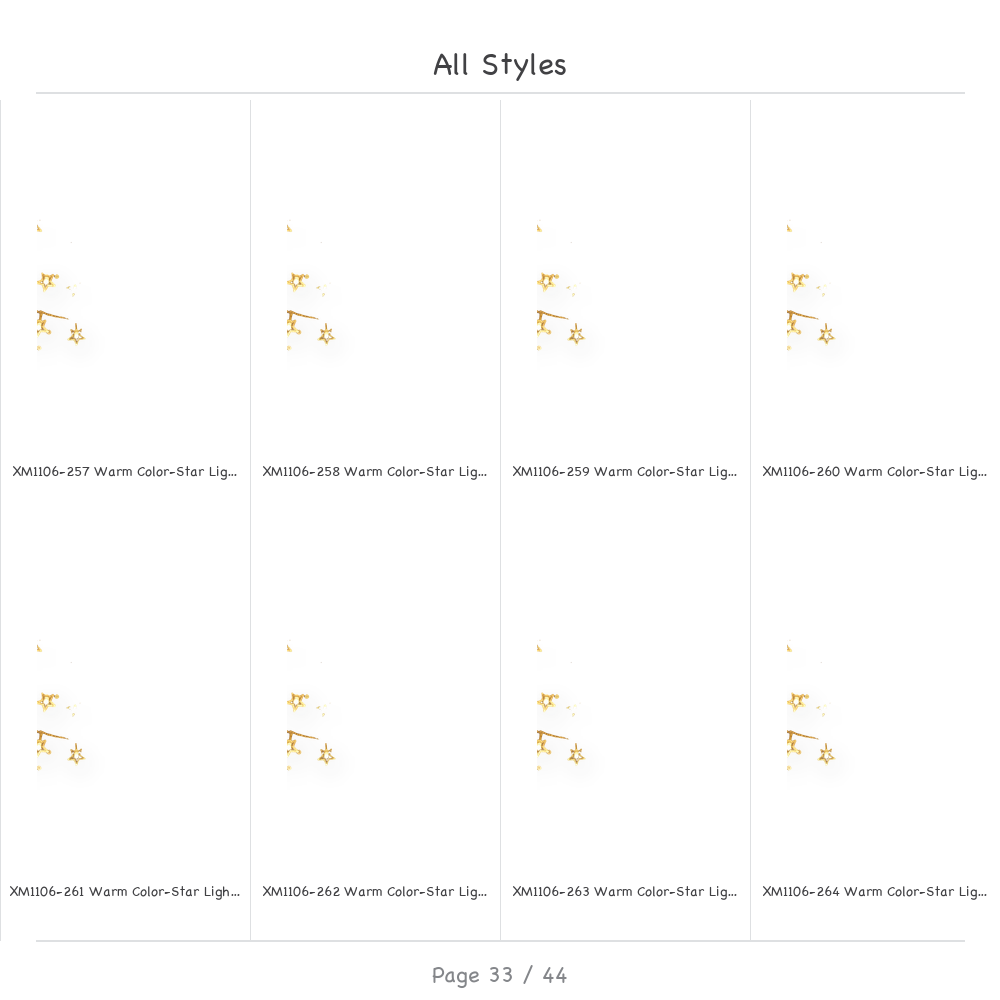 All Styles
XM1106-257 Warm Color-Star Lig...
XM1106-258 Warm Color-Star Lig...
XM1106-259 Warm Color-Star Lig...
XM1106-260 Warm Color-Star Lig...
XM1106-261 Warm Color-Star Ligh...
XM1106-262 Warm Color-Star Lig...
XM1106-263 Warm Color-Star Lig...
XM1106-264 Warm Color-Star Lig...
Page 33 / 44